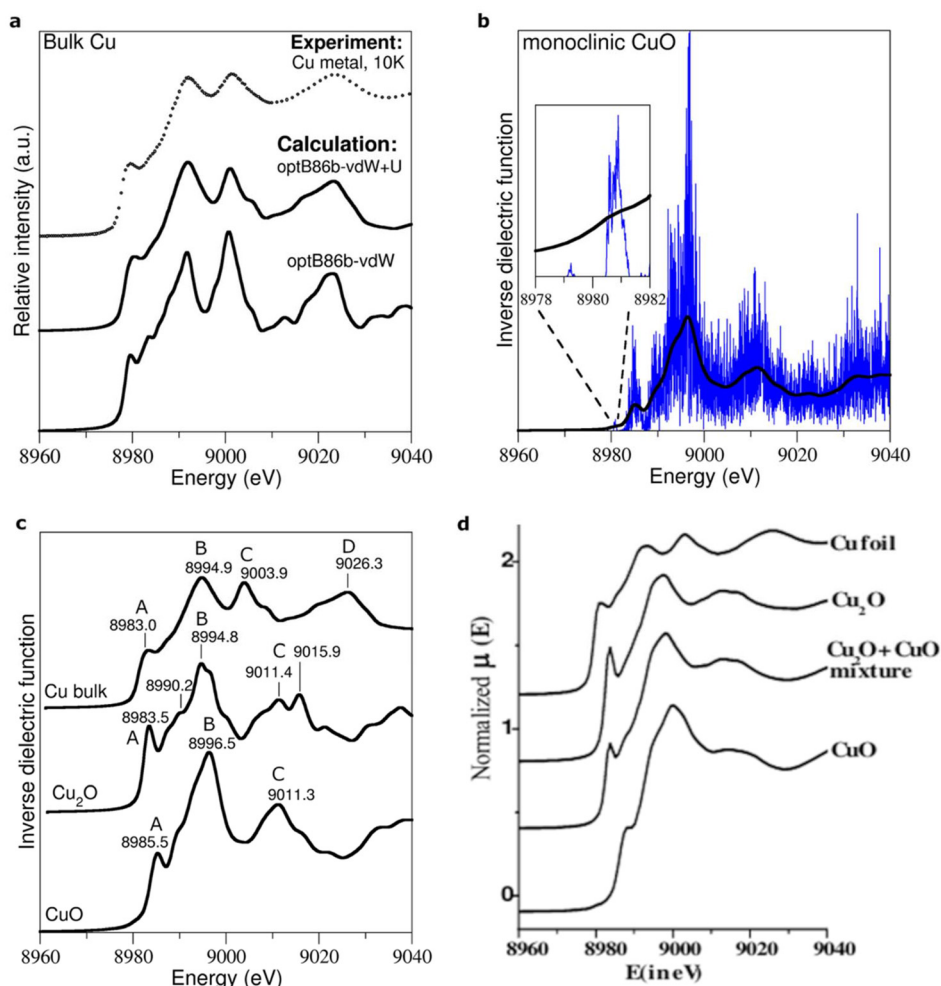 a
Bulk Cu
Experiment:
Cu metal, 10K
Calculation:
optB86b-vdW+U
optB86b-vdW
Relative intensity (a.u.)
8960 8980 9000 9020 9040
Energy (eV)
b
monoclinic CuO
Inverse dielectric function
8978 8980 8982
8960 8980 9000 9020 9040
Energy (eV)
c
A
8983.0
B
8994.9
C
9003.9
D
9026.3
Cu bulk
A
8983.5
8990.2
B
8994.8
C
9011.4
9015.9
Cu₂O
A
8985.5
B
8996.5
C
9011.3
CuO
Inverse dielectric function
8960 8980 9000 9020 9040
Energy (eV)
d
Cu foil
Cu₂O
Cu₂O + CuO
mixture
CuO
Normalized μ (E)
2
1
0
8960 8980 9000 9020 9040
E(in eV)